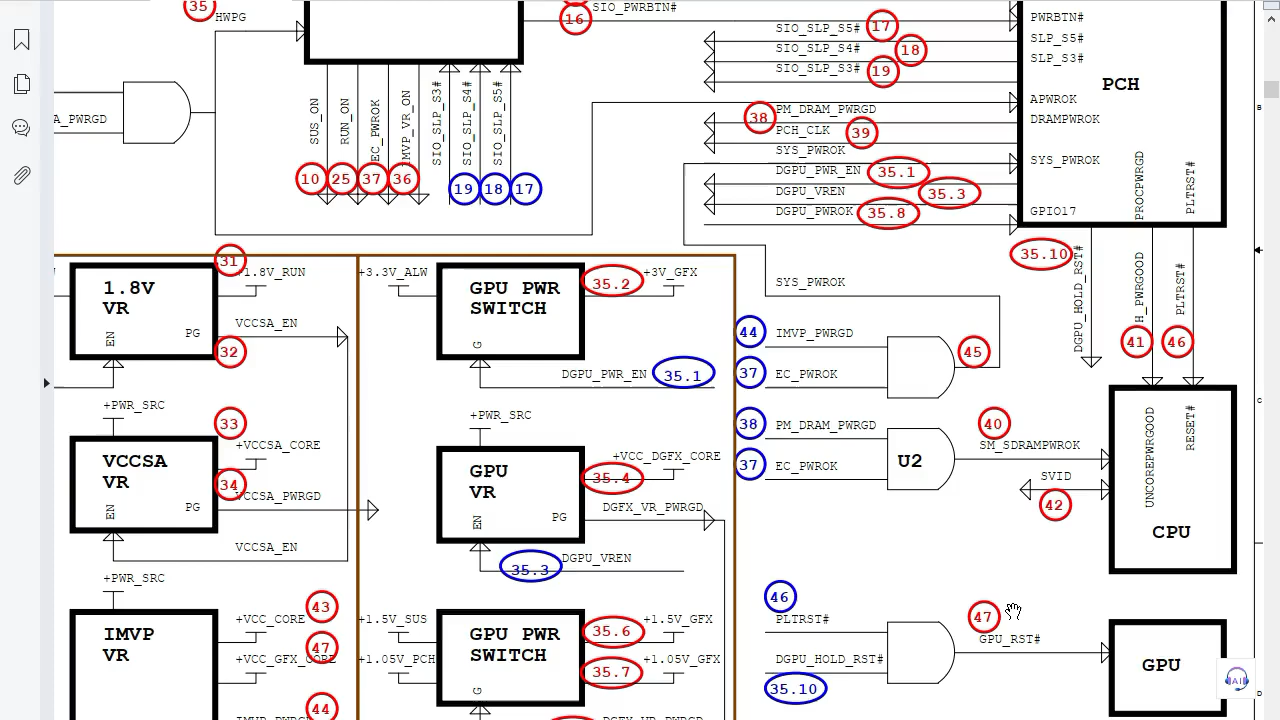 35
HWPG
16
SIO_PWRBTN#
SIO_SLP_S5#
17
SIO_SLP_S4#
18
SIO_SLP_S3#
19
PWRBTN#
SLP_S5#
SLP_S3#
PCH
APWROK
DRAMPWROK
SYS_PWROK
GPIO17
PROCPWRGD
PLTRST#
A_PWRGD
SUS_ON
RUN_ON
EC_PWROK
IMVP_VR_ON
SIO_SLP_S3#
SIO_SLP_S4#
SIO_SLP_S5#
10
25
37
36
19
18
17
38
PM_DRAM_PWRGD
PCH_CLK
39
SYS_PWROK
DGPU_PWR_EN
35.1
DGPU_VREN
35.3
DGPU_PWROK
35.8
B
35.10
DGPU_HOLD_RST#
H_PWRGOOD
PLTRST#
41
46
31
+1.8V_RUN
1.8V
VR
EN
PG
VCCSA_EN
32
+3.3V_ALW
GPU PWR
SWITCH
G
35.2
+3V_GFX
DGPU_PWR_EN
35.1
SYS_PWROK
44
IMVP_PWRGD
37
EC_PWROK
45
+PWR_SRC
33
+VCCSA_CORE
VCCSA
VR
34
VCCSA_PWRGD
EN
PG
VCCSA_EN
+PWR_SRC
GPU
VR
EN
PG
+VCC_DGFX_CORE
35.4
DGFX_VR_PWRGD
35.3
DGPU_VREN
38
PM_DRAM_PWRGD
37
EC_PWROK
U2
40
SM_SDRAMPWROK
SVID
42
UNCOREPWRGOOD
RESET#
CPU
C
+PWR_SRC
IMVP
VR
+VCC_CORE
43
+VCC_GFX_CORE
47
44
+1.5V_SUS
+1.05V_PCH
GPU PWR
SWITCH
G
35.6
+1.5V_GFX
35.7
+1.05V_GFX
DGFX_VR_PWRGD
46
PLTRST#
DGPU_HOLD_RST#
35.10
47
GPU_RST#
GPU
AI
D